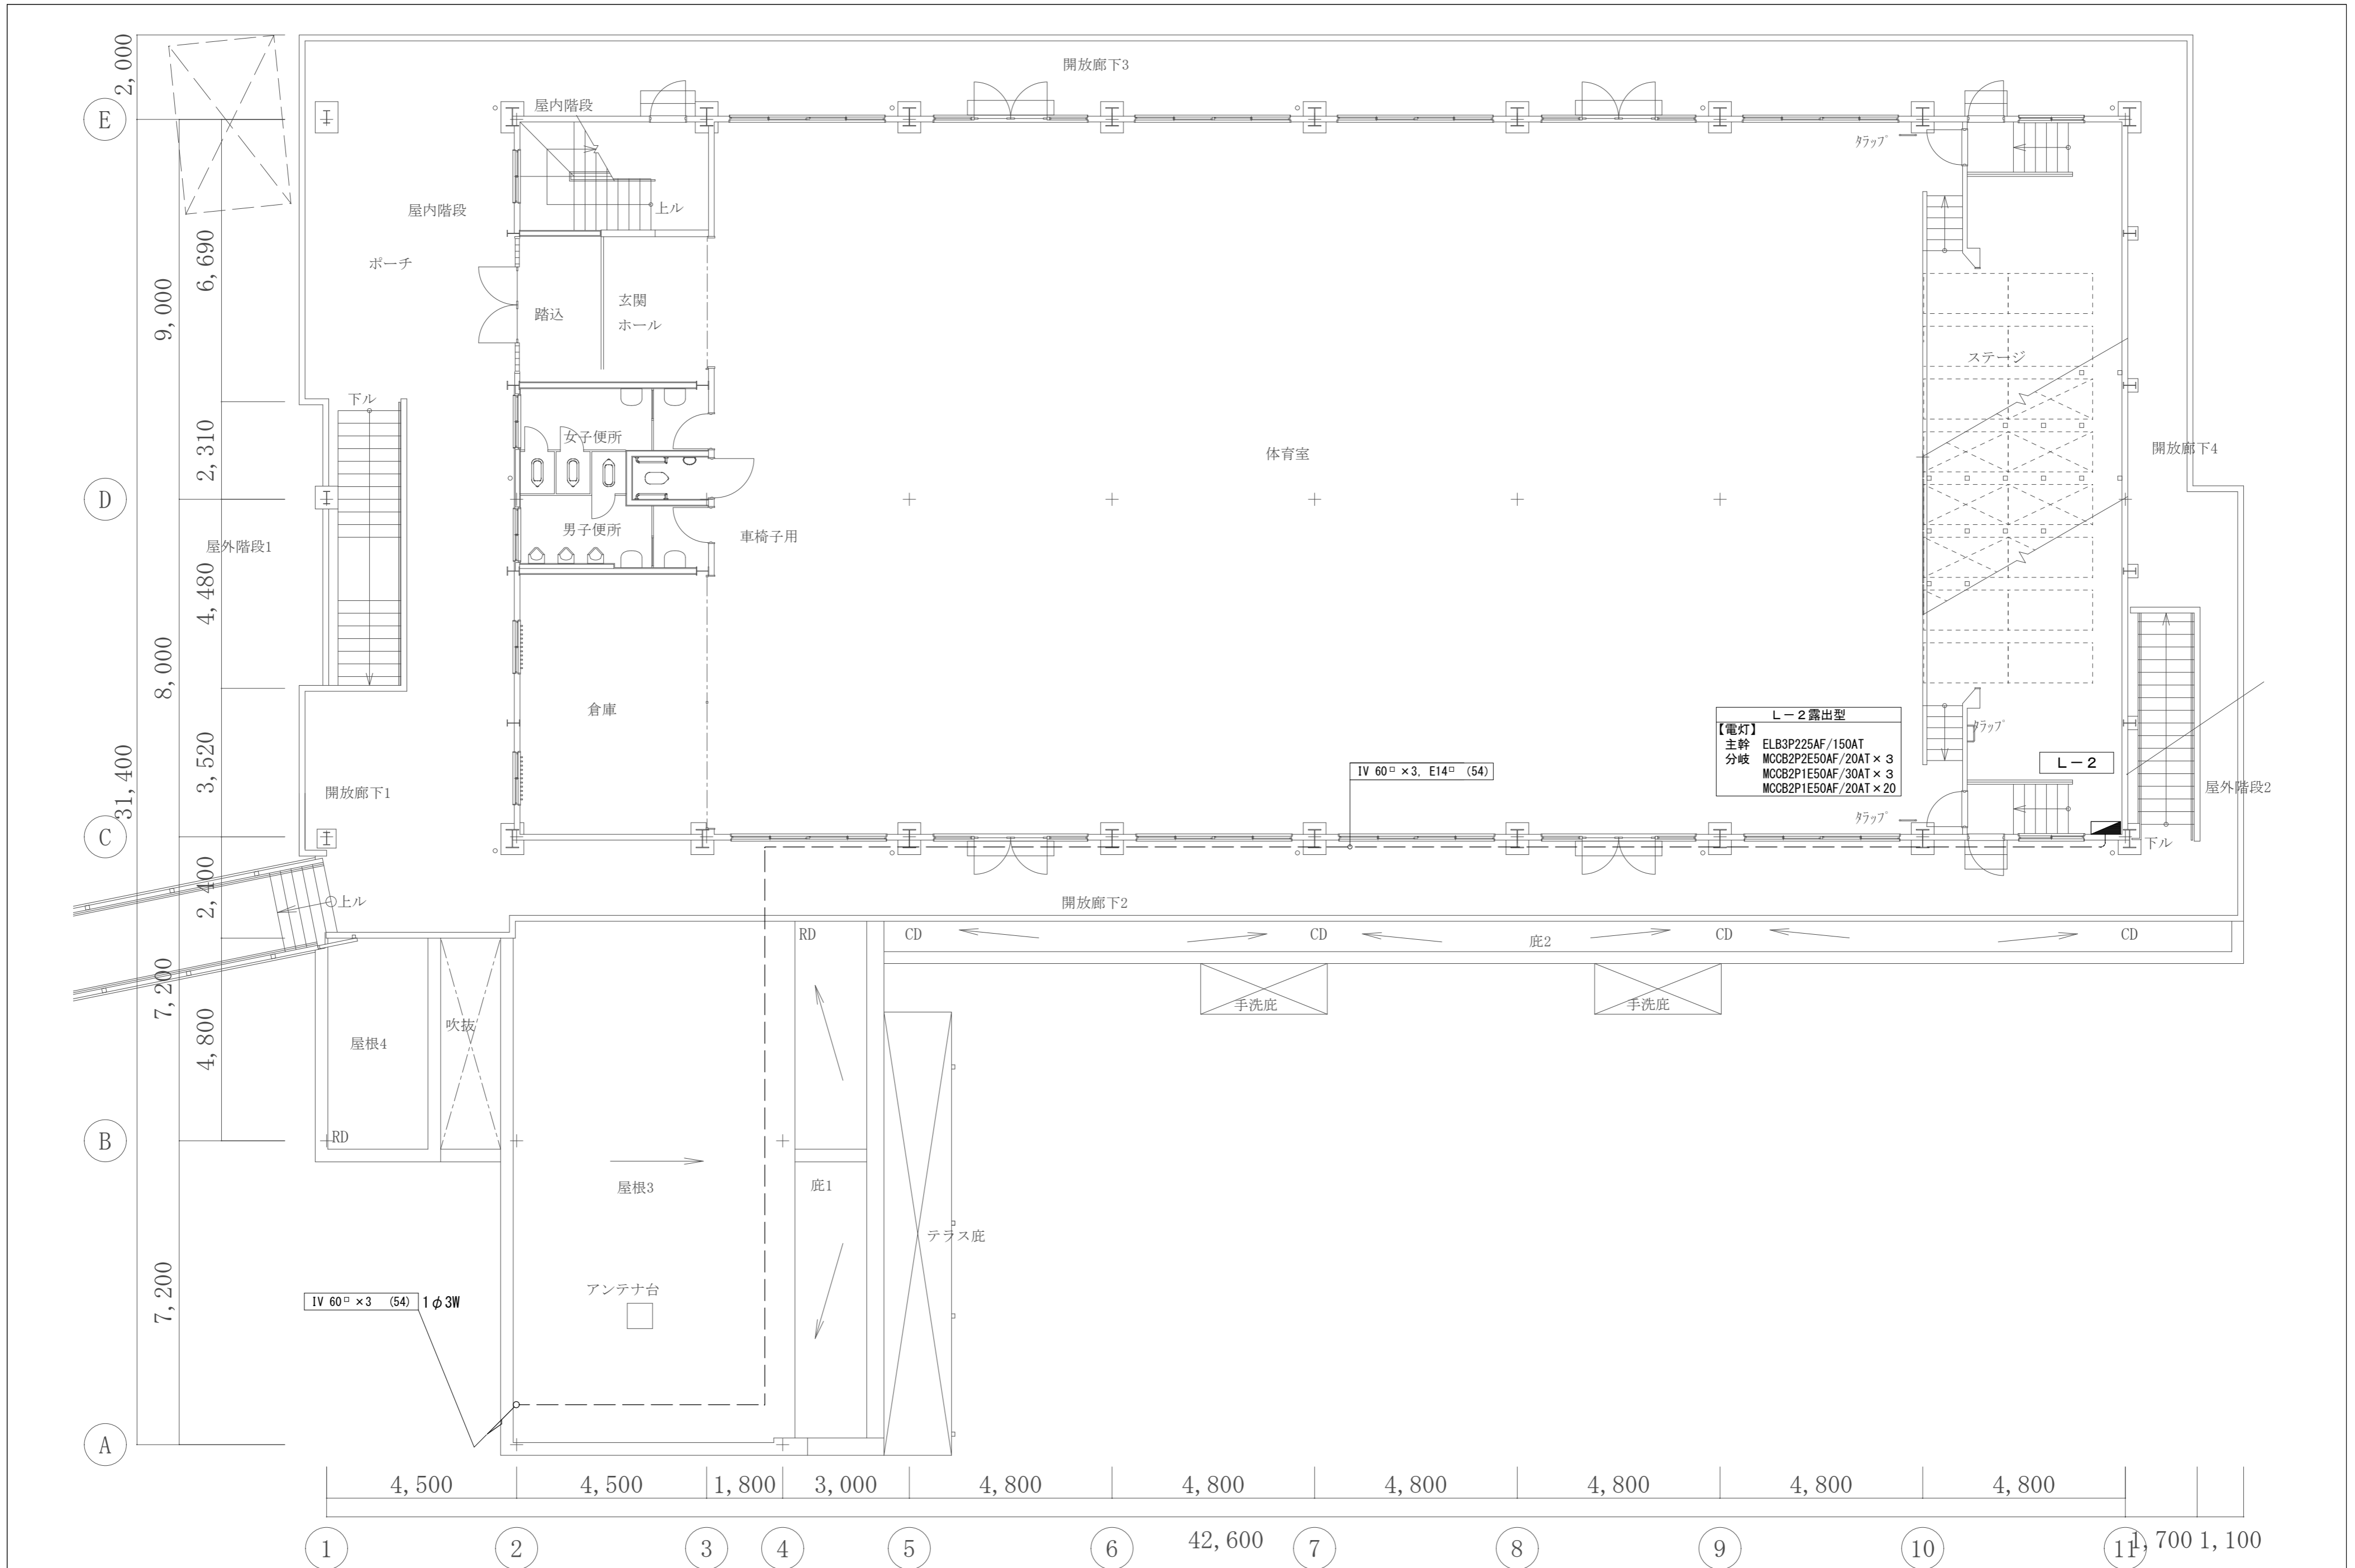 2,000
開放廊下3
E
屋内階段
ﾀﾗｯﾌﾟ
屋内階段
上ル
6,690
ポーチ
9,000
踏込
玄関
ホール
ステージ
下ル
2,310
女子便所
体育室
開放廊下4
D
男子便所
車椅子用
屋外階段1
4,480
8,000
倉庫
L－2露出型
【電灯】
主幹 ELB3P225AF/150AT
分岐 MCCB2P2E50AF/20AT×3
MCCB2P1E50AF/30AT×3
MCCB2P1E50AF/20AT×20
ﾀﾗｯﾌﾟ
L－2
3,520
31,400
IV 60□ ×3, E14□ (54)
開放廊下1
屋外階段2
ﾀﾗｯﾌﾟ
C
下ル
2,400
上ル
開放廊下2
RD
CD
CD
庇2
CD
CD
7,200
手洗庇
手洗庇
吹抜
屋根4
4,800
B
RD
屋根3
庇1
テラス庇
7,200
アンテナ台
IV 60□ ×3 (54) 1φ3W
A
4,500
4,500
1,800
3,000
4,800
4,800
4,800
4,800
4,800
4,800
1
2
3
4
5
6
42,600
7
8
9
10
11
1,700
1,100